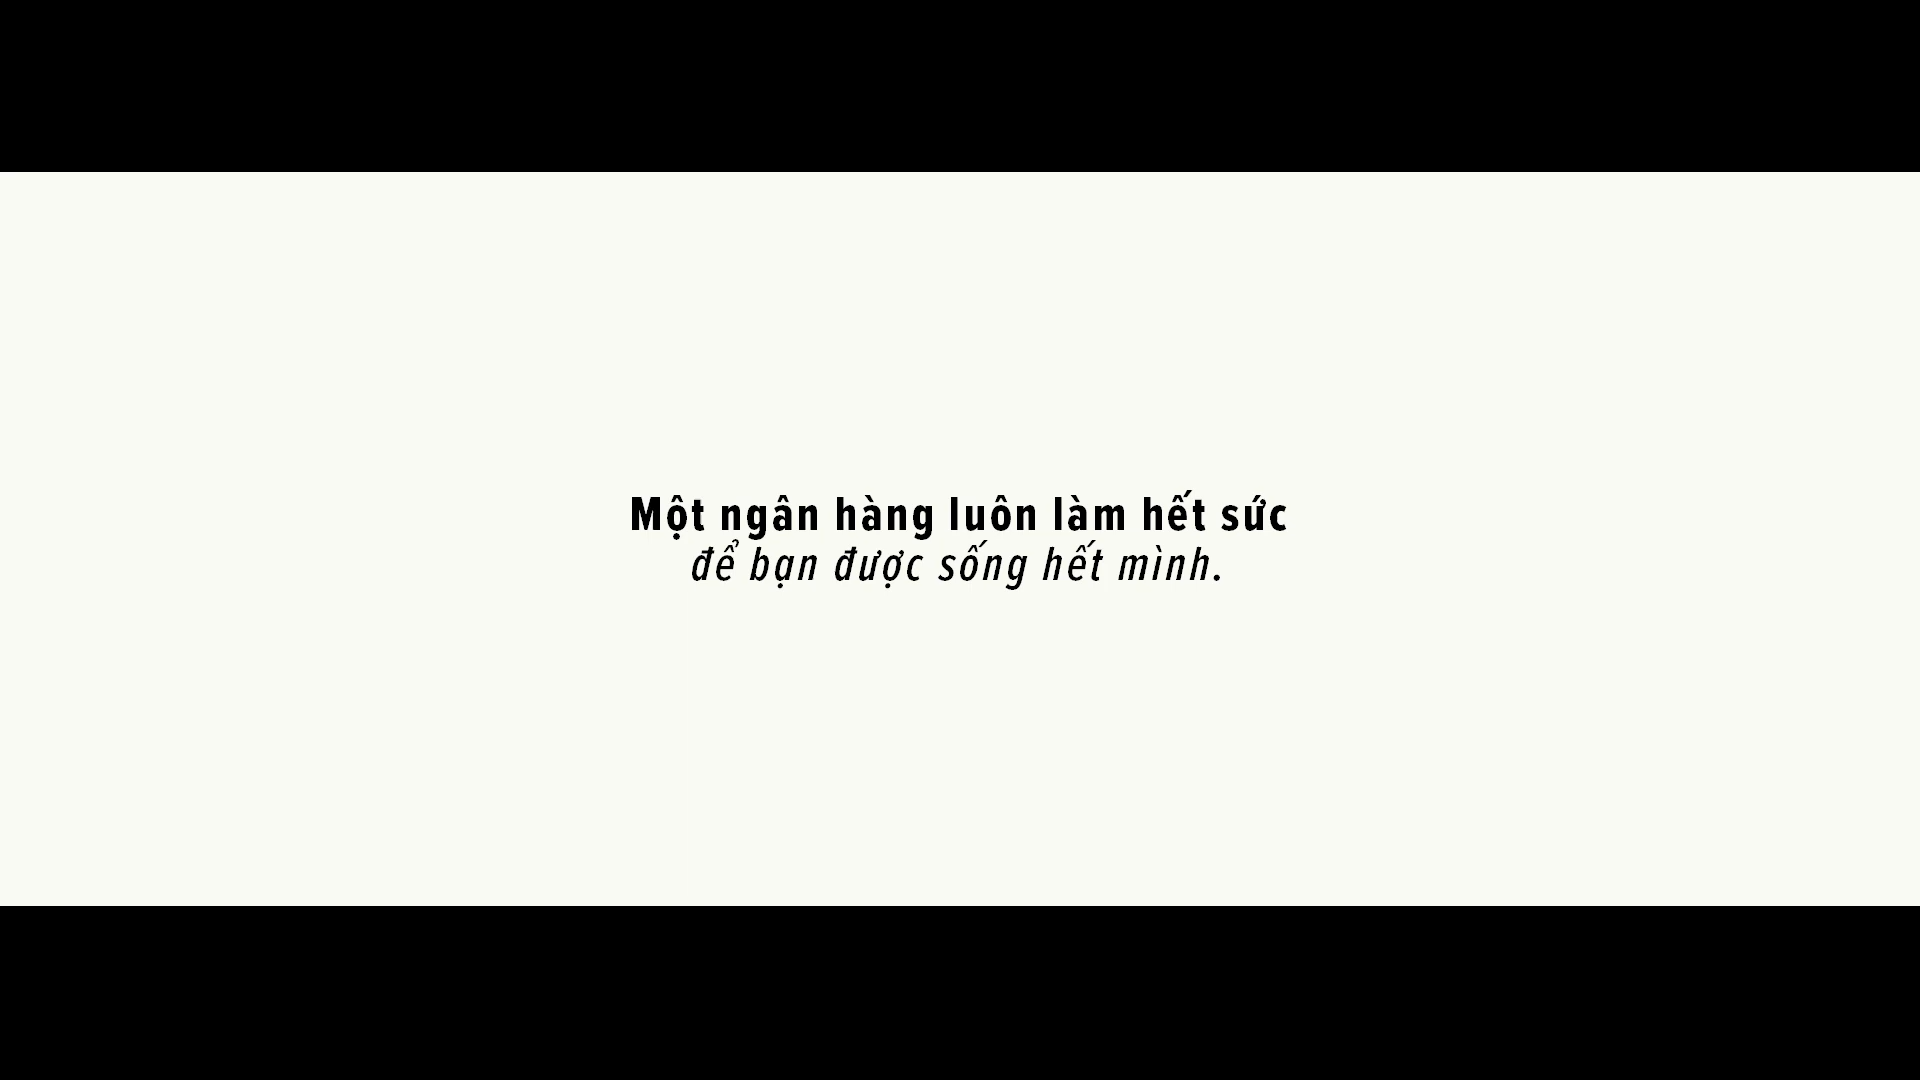 Một ngân hàng luôn làm hết sức
để bạn được sống hết mình.